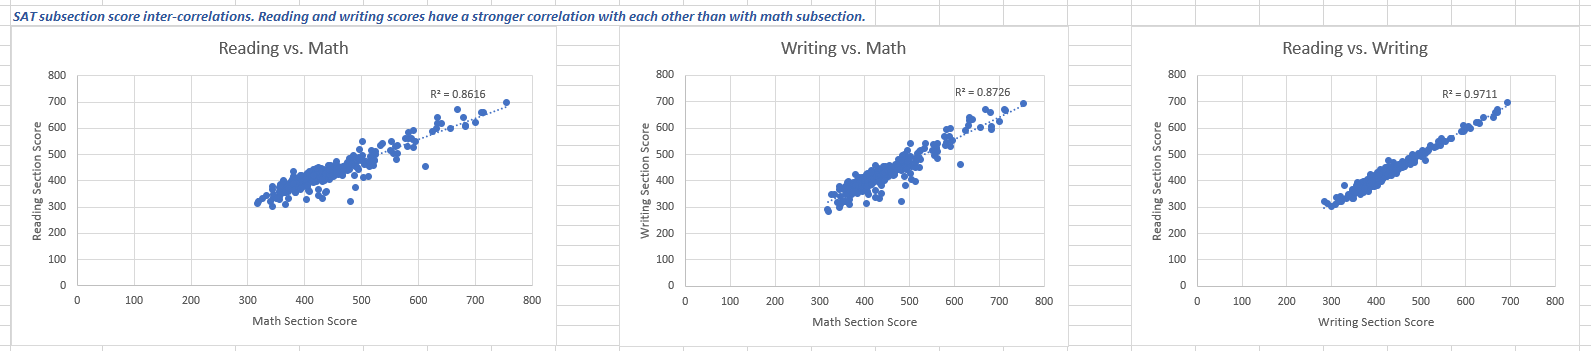 SAT subsection score inter-correlations. Reading and writing scores have a stronger correlation with each other than with math subsection.
Reading vs. Math
R² = 0.8616
800
700
600
500
400
300
200
100
0
0 100 200 300 400 500 600 700 800
Reading Section Score
Math Section Score
Writing vs. Math
R² = 0.8726
800
700
600
500
400
300
200
100
0
0 100 200 300 400 500 600 700 800
Writing Section Score
Math Section Score
Reading vs. Writing
R² = 0.9711
800
700
600
500
400
300
200
100
0
0 100 200 300 400 500 600 700 800
Reading Section Score
Writing Section Score